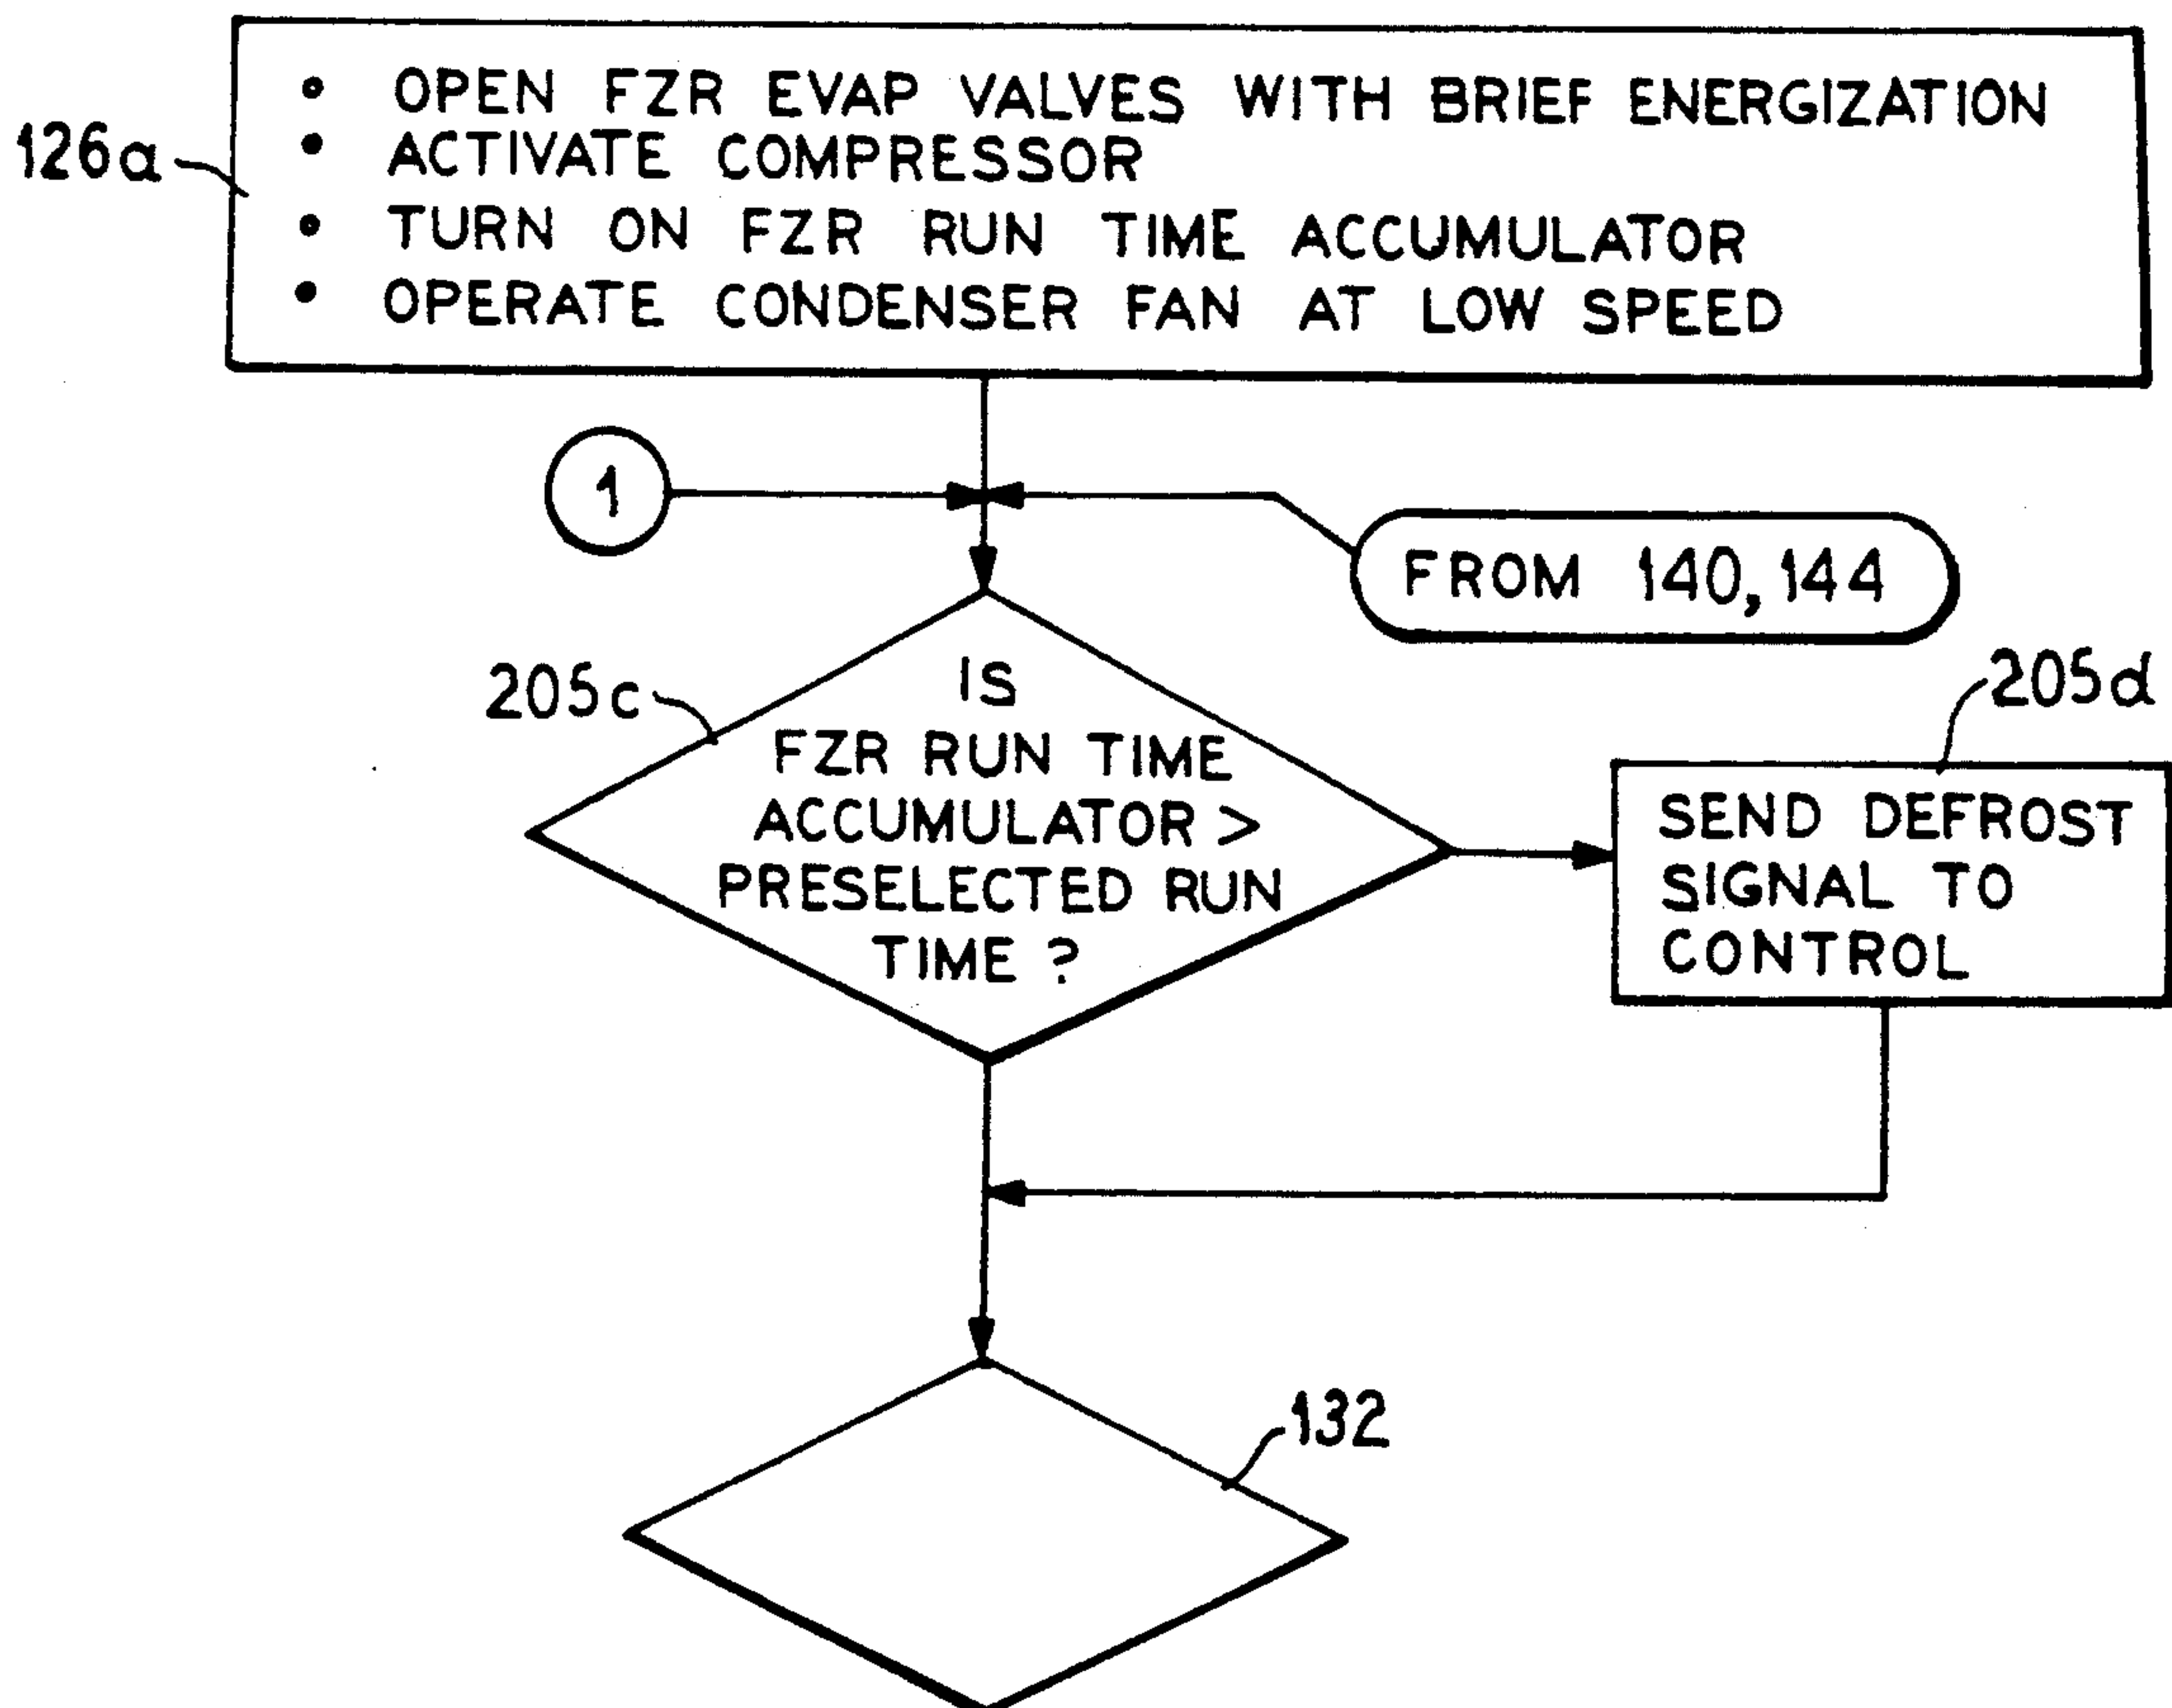 126a
• OPEN FZR EVAP VALVES WITH BRIEF ENERGIZATION
• ACTIVATE COMPRESSOR
• TURN ON FZR RUN TIME ACCUMULATOR
• OPERATE CONDENSER FAN AT LOW SPEED
1
FROM 140,144
205c
IS
FZR RUN TIME
ACCUMULATOR >
PRESELECTED RUN
TIME ?
205d
SEND DEFROST
SIGNAL TO
CONTROL
132